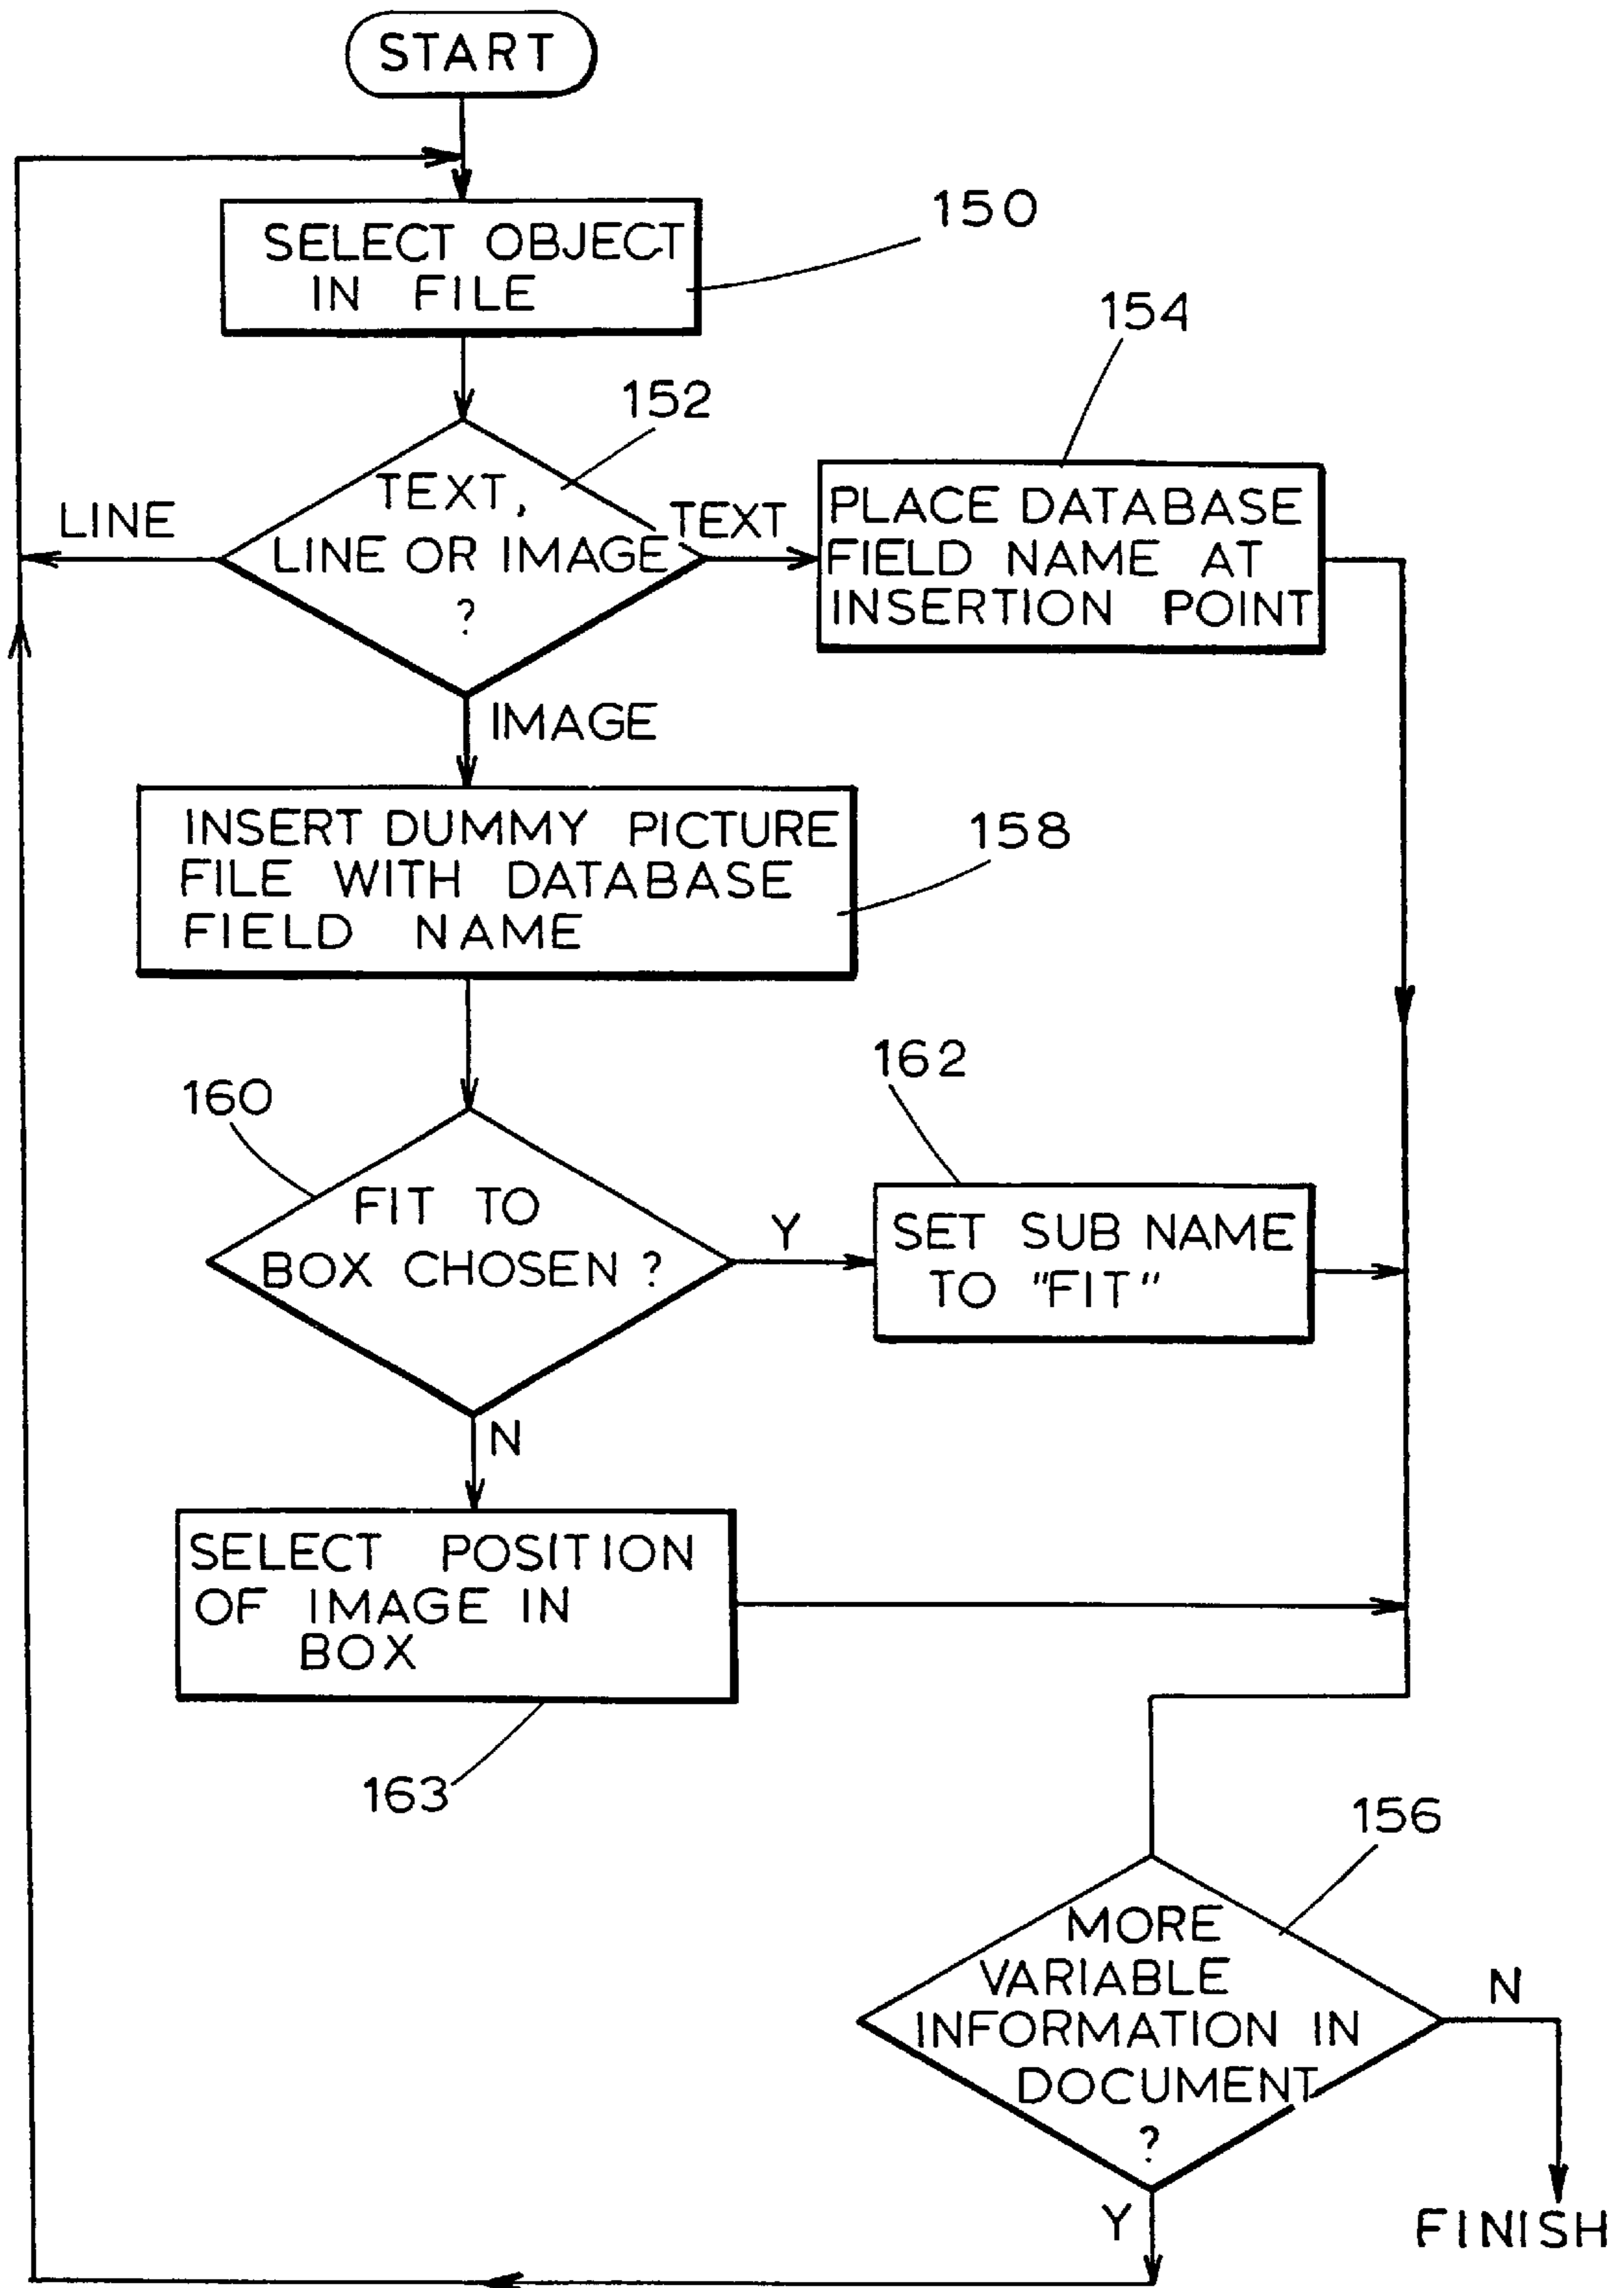 START
SELECT OBJECT
IN FILE
150
152
TEXT,
LINE OR IMAGE
?
LINE
TEXT
154
PLACE DATABASE
FIELD NAME AT
INSERTION POINT
IMAGE
INSERT DUMMY PICTURE
FILE WITH DATABASE
FIELD NAME
158
160
FIT TO
BOX CHOSEN ?
Y
162
SET SUB NAME
TO "FIT"
N
SELECT POSITION
OF IMAGE IN
BOX
163
156
MORE
VARIABLE
INFORMATION IN
DOCUMENT
?
N
Y
FINISH